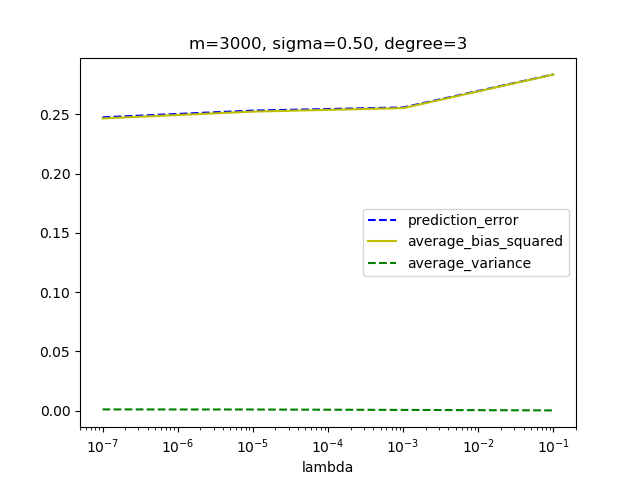 m=3000, sigma=0.50, degree=3
0.25
0.20
0.15
0.10
0.05
0.00
prediction_error
average_bias_squared
average_variance
10⁻⁷ 10⁻⁶ 10⁻⁵ 10⁻⁴ 10⁻³ 10⁻² 10⁻¹
lambda